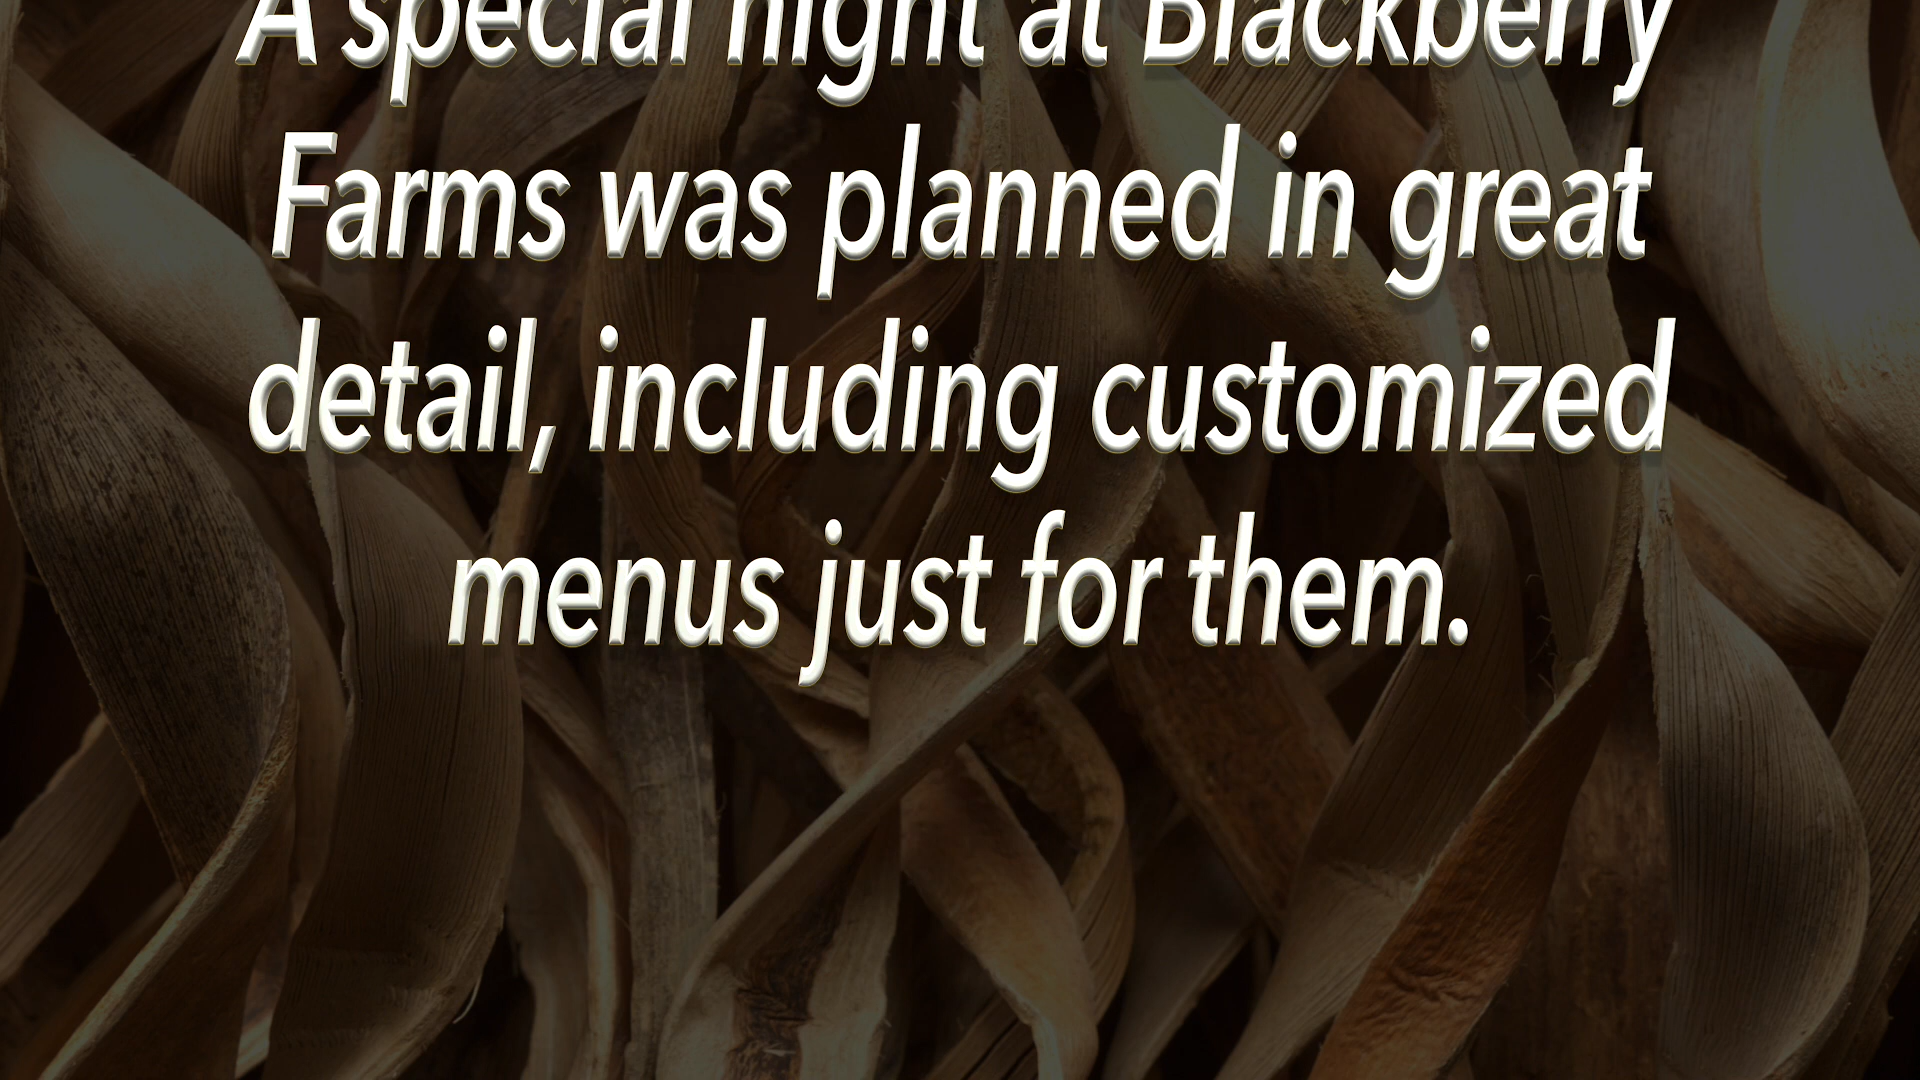 A special night at Blackberry
Farms was planned in great
detail, including customized
menus just for them.